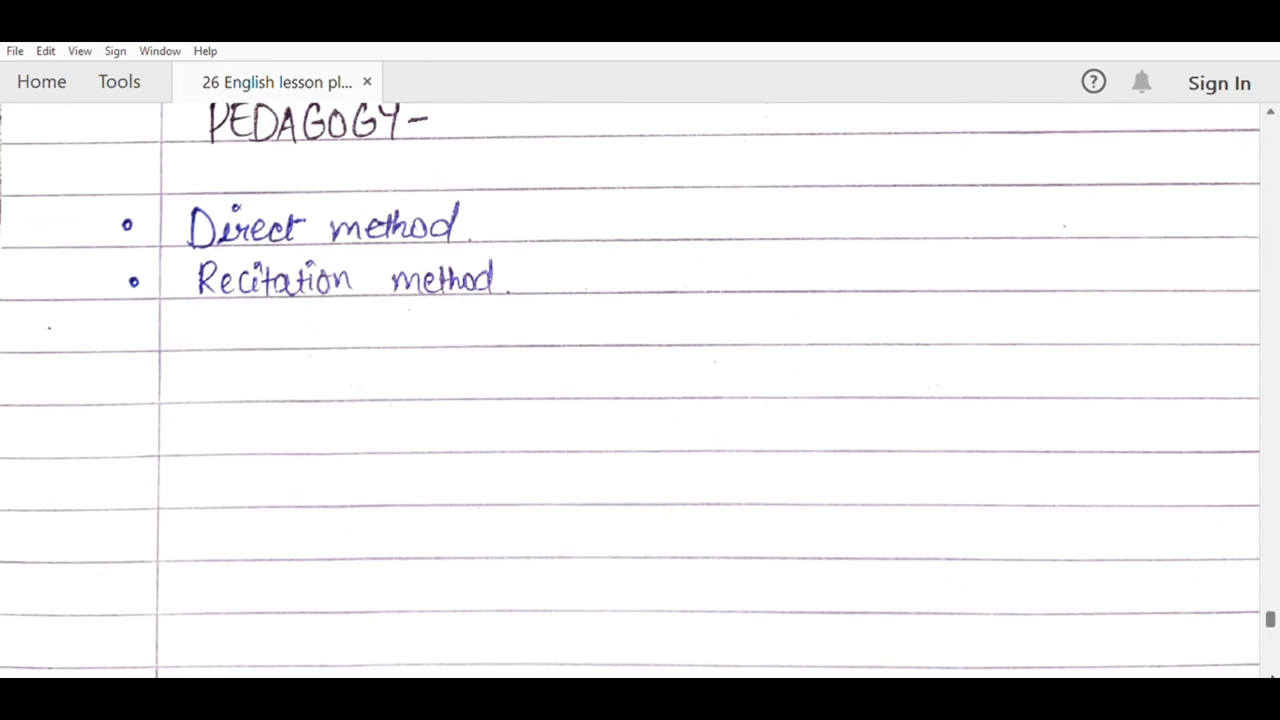 File Edit View Sign Window Help
Home Tools 26 English lesson pl... × ? Sign In
PEDAGOGY-
• Direct method.
• Recitation method.